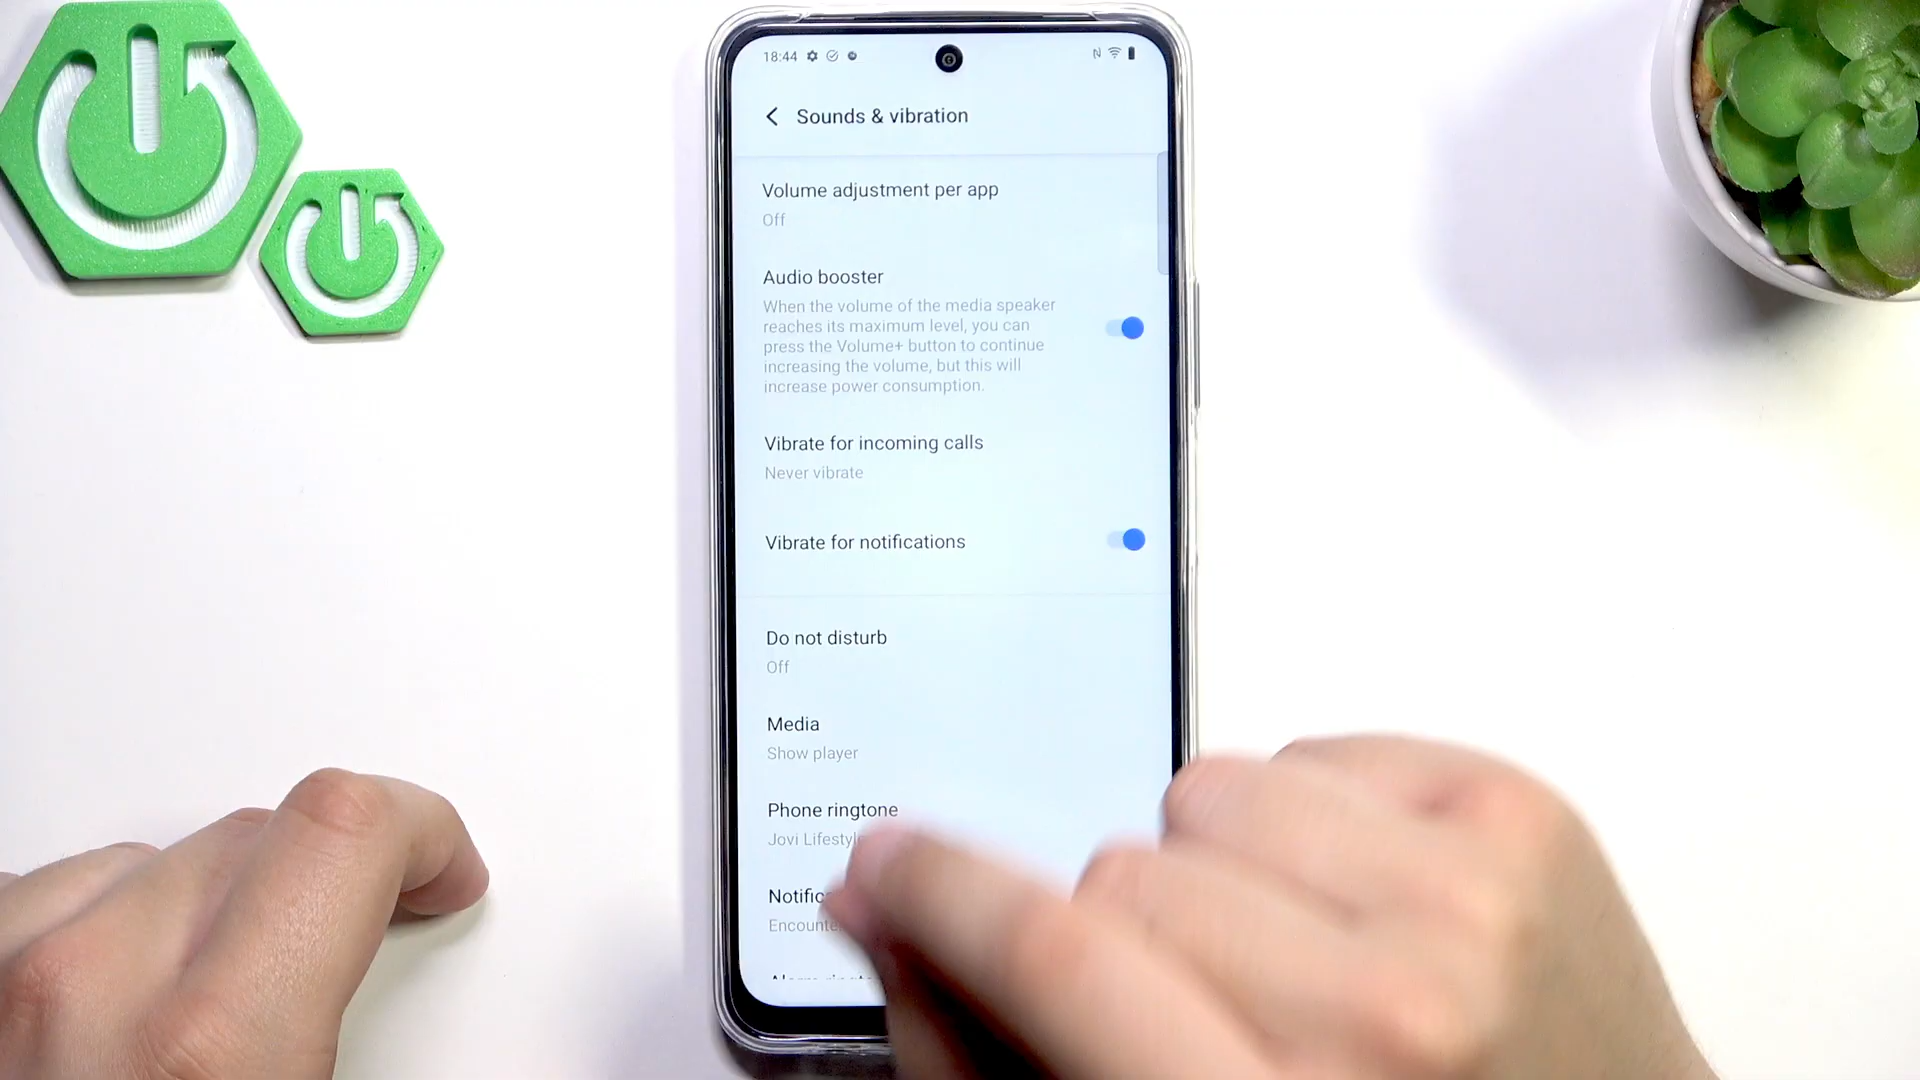 18:44
Sounds & vibration
Volume adjustment per app
Off
Audio booster
When the volume of the media speaker
reaches its maximum level, you can
press the Volume+ button to continue
increasing the volume, but this will
increase power consumption.
Vibrate for incoming calls
Never vibrate
Vibrate for notifications
Do not disturb
Off
Media
Show player
Phone ringtone
Jovi